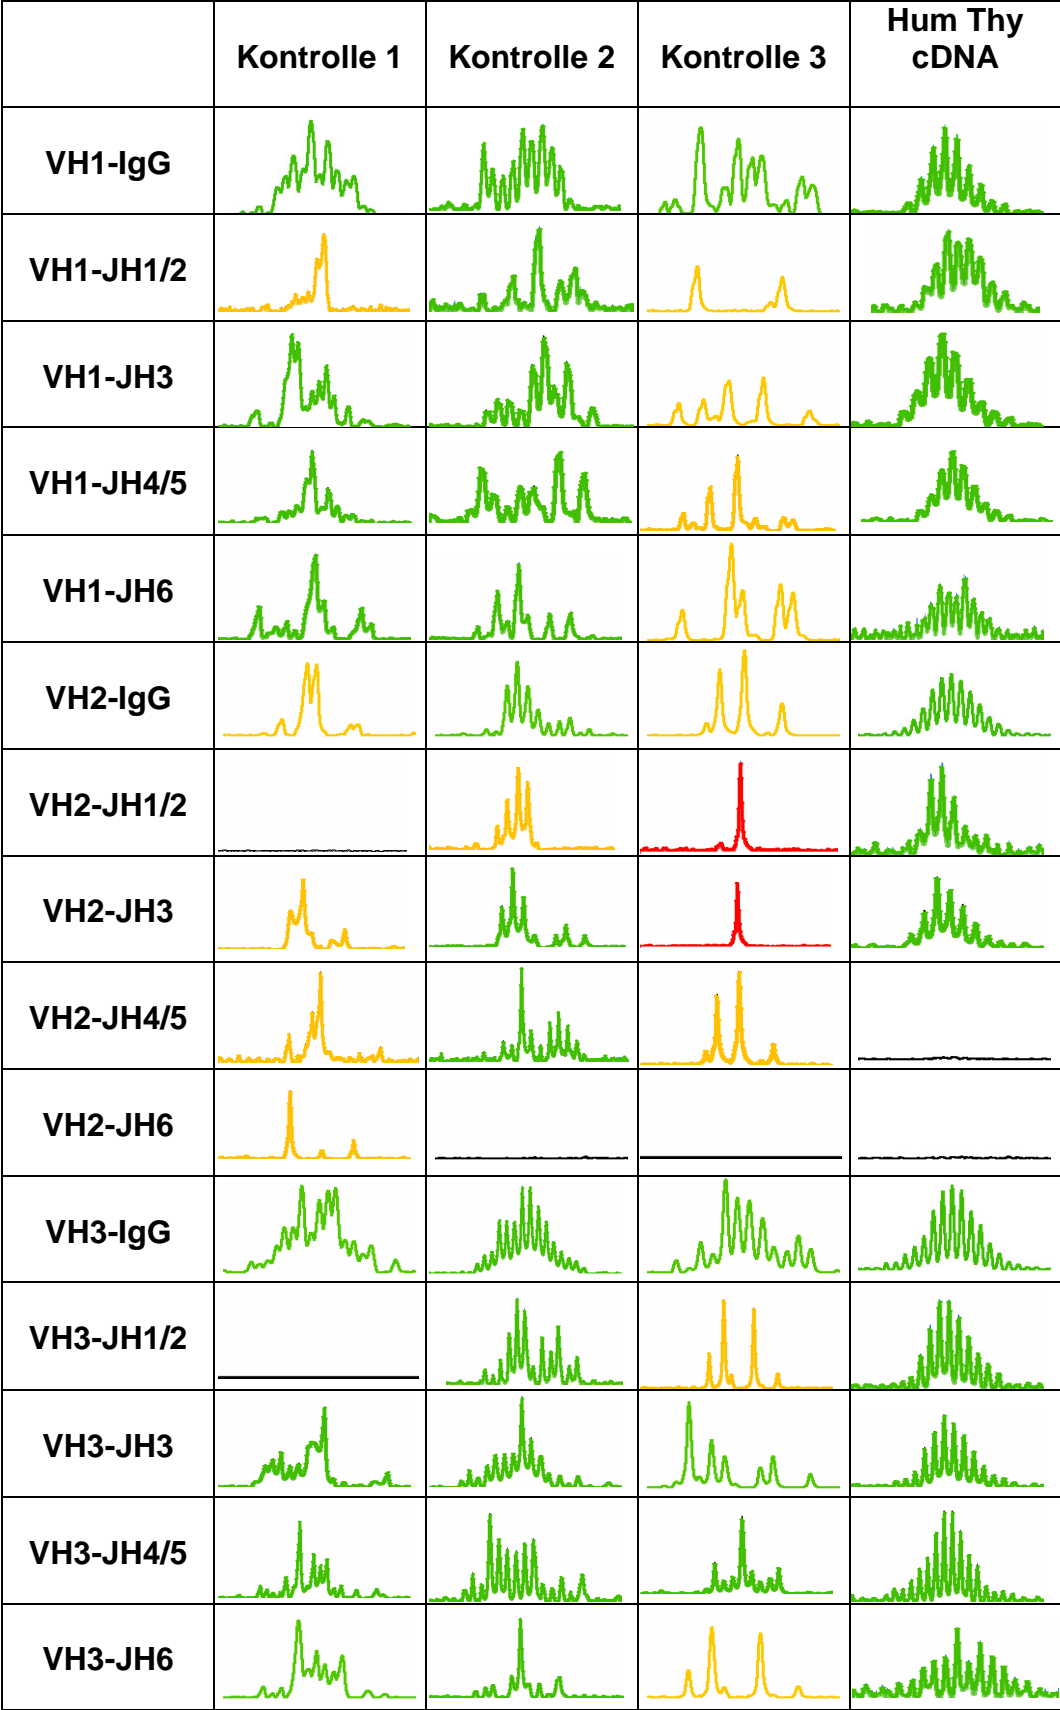 Kontrolle 1
Kontrolle 2
Kontrolle 3
Hum Thy
cDNA
VH1-IgG
VH1-JH1/2
VH1-JH3
VH1-JH4/5
VH1-JH6
VH2-IgG
VH2-JH1/2
VH2-JH3
VH2-JH4/5
VH2-JH6
VH3-IgG
VH3-JH1/2
VH3-JH3
VH3-JH4/5
VH3-JH6